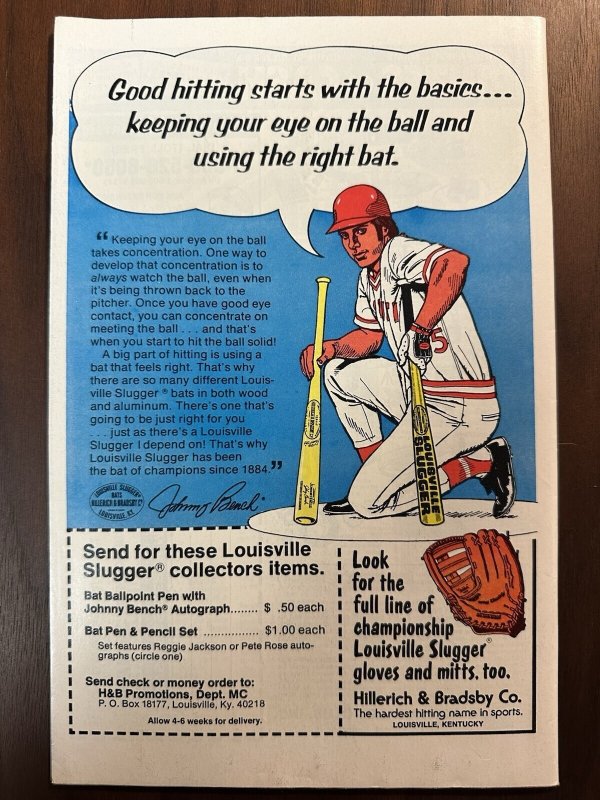 Good hitting starts with the basics...
keeping your eye on the ball and
using the right bat.
“Keeping your eye on the ball
takes concentration. One way to
develop that concentration is to
always watch the ball, even when
it's being thrown back to the
pitcher. Once you have good eye
contact, you can concentrate on
meeting the ball . . . and that's
when you start to hit the ball solid!
A big part of hitting is using a
bat that feels right. That's why
there are so many different Louis-
ville Slugger® bats in both wood
and aluminum. There's one that's
going to be just right for you
. . . just as there's a Louisville
Slugger I depend on! That's why
Louisville Slugger has been
the bat of champions since 1884.”
LOUISVILLE SLUGGER
BATS
HILLERICH & BRADSBY Co
LOUISVILLE, KY.
Johnny Bench
5
LOUISVILLE
SLUGGER
Send for these Louisville
Slugger® collectors items.
Bat Ballpoint Pen with
Johnny Bench® Autograph........ $ .50 each
Bat Pen & Pencil Set ................ $1.00 each
Set features Reggie Jackson or Pete Rose auto-
graphs (circle one)
Send check or money order to:
H&B Promotions, Dept. MC
P. O. Box 18177, Louisville, Ky. 40218
Allow 4-6 weeks for delivery.
Look
for the
full line of
championship
Louisville Slugger®
gloves and mitts, too.
Hillerich & Bradsby Co.
The hardest hitting name in sports.
LOUISVILLE, KENTUCKY